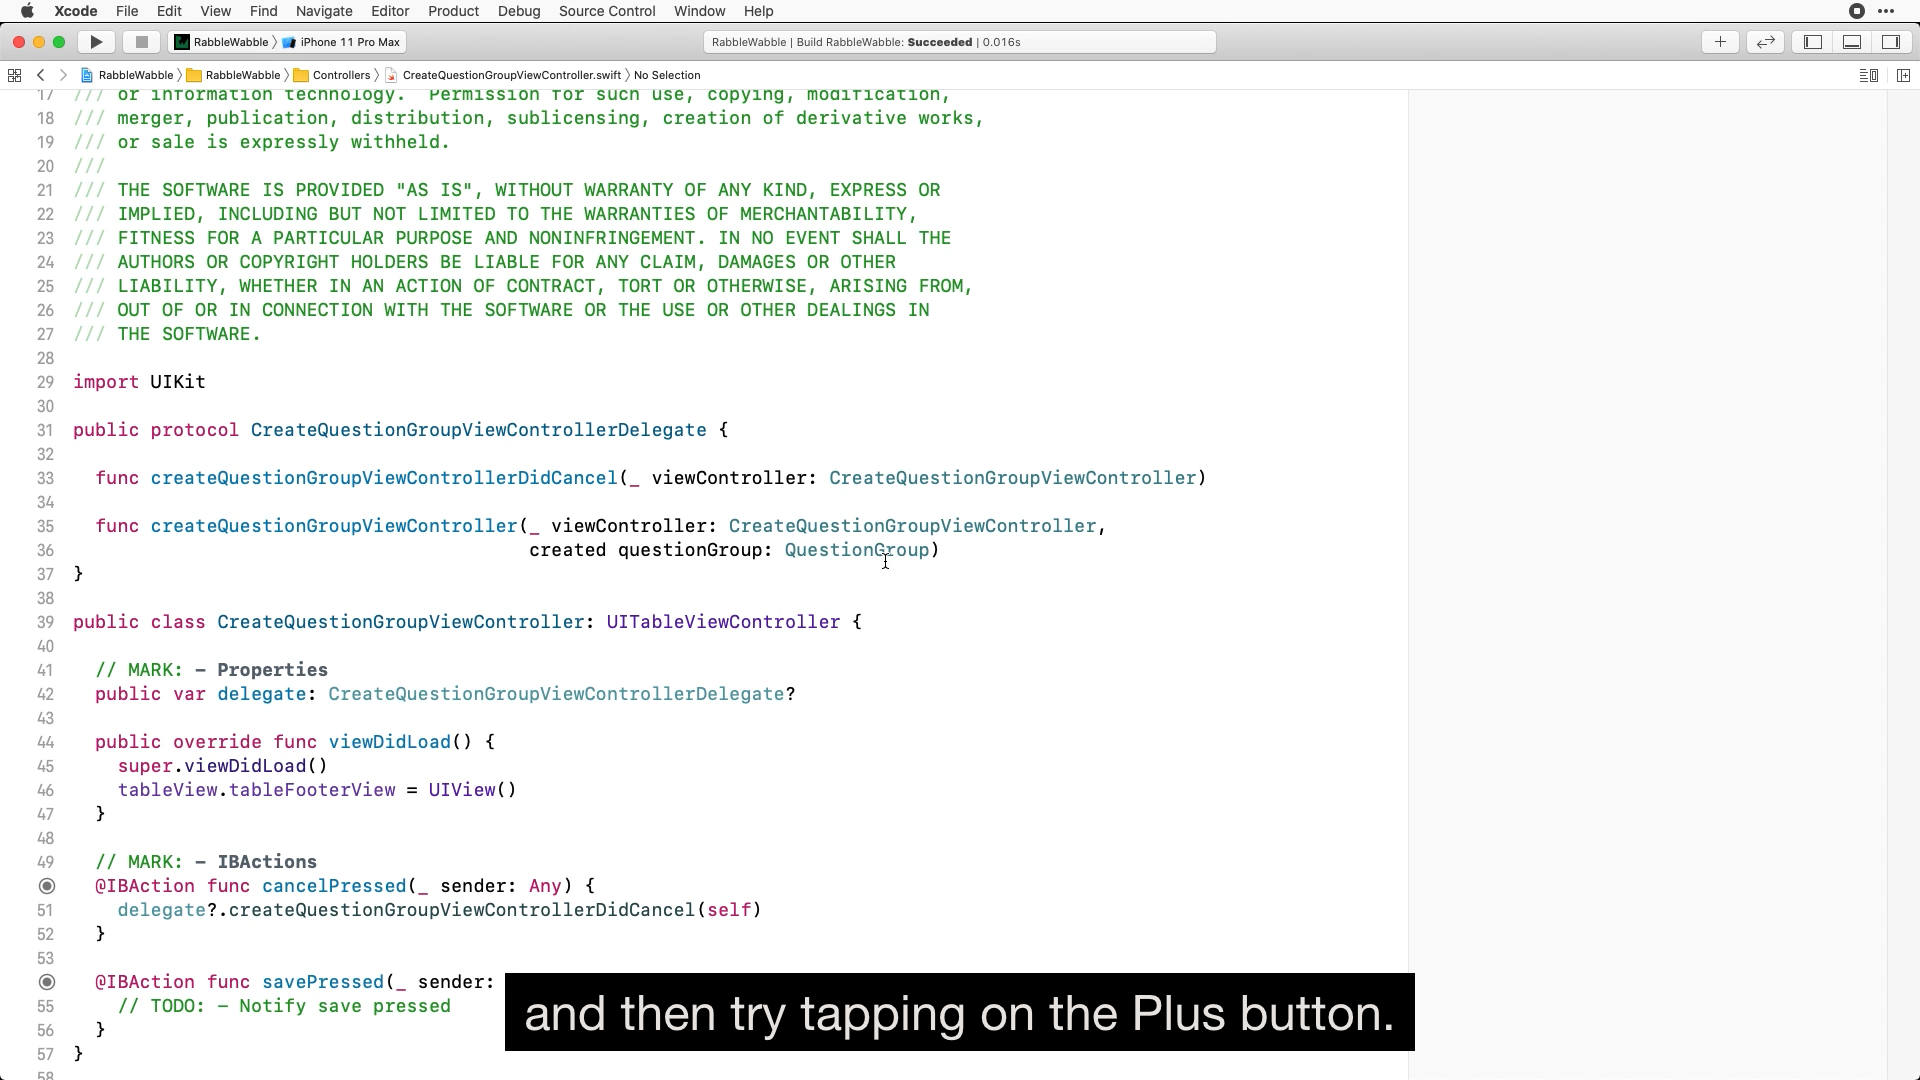 Xcode File Edit View Find Navigate Editor Product Debug Source Control Window Help
RabbleWabble iPhone 11 Pro Max RabbleWabble | Build RabbleWabble: Succeeded | 0.016s
RabbleWabble RabbleWabble Controllers CreateQuestionGroupViewController.swift No Selection
17 /// or information technology.  Permission for such use, copying, modification,
18 /// merger, publication, distribution, sublicensing, creation of derivative works,
19 /// or sale is expressly withheld.
20 ///
21 /// THE SOFTWARE IS PROVIDED "AS IS", WITHOUT WARRANTY OF ANY KIND, EXPRESS OR
22 /// IMPLIED, INCLUDING BUT NOT LIMITED TO THE WARRANTIES OF MERCHANTABILITY,
23 /// FITNESS FOR A PARTICULAR PURPOSE AND NONINFRINGEMENT. IN NO EVENT SHALL THE
24 /// AUTHORS OR COPYRIGHT HOLDERS BE LIABLE FOR ANY CLAIM, DAMAGES OR OTHER
25 /// LIABILITY, WHETHER IN AN ACTION OF CONTRACT, TORT OR OTHERWISE, ARISING FROM,
26 /// OUT OF OR IN CONNECTION WITH THE SOFTWARE OR THE USE OR OTHER DEALINGS IN
27 /// THE SOFTWARE.
28
29 import UIKit
30
31 public protocol CreateQuestionGroupViewControllerDelegate {
32
33   func createQuestionGroupViewControllerDidCancel(_ viewController: CreateQuestionGroupViewController)
34
35   func createQuestionGroupViewController(_ viewController: CreateQuestionGroupViewController,
36                                          created questionGroup: QuestionGroup)
37 }
38
39 public class CreateQuestionGroupViewController: UITableViewController {
40
41   // MARK: - Properties
42   public var delegate: CreateQuestionGroupViewControllerDelegate?
43
44   public override func viewDidLoad() {
45     super.viewDidLoad()
46     tableView.tableFooterView = UIView()
47   }
48
49   // MARK: - IBActions
@IBAction func cancelPressed(_ sender: Any) {
51     delegate?.createQuestionGroupViewControllerDidCancel(self)
52   }
53
@IBAction func savePressed(_ sender:
55     // TODO: - Notify save pressed
56   }
57 }
58
and then try tapping on the Plus button.